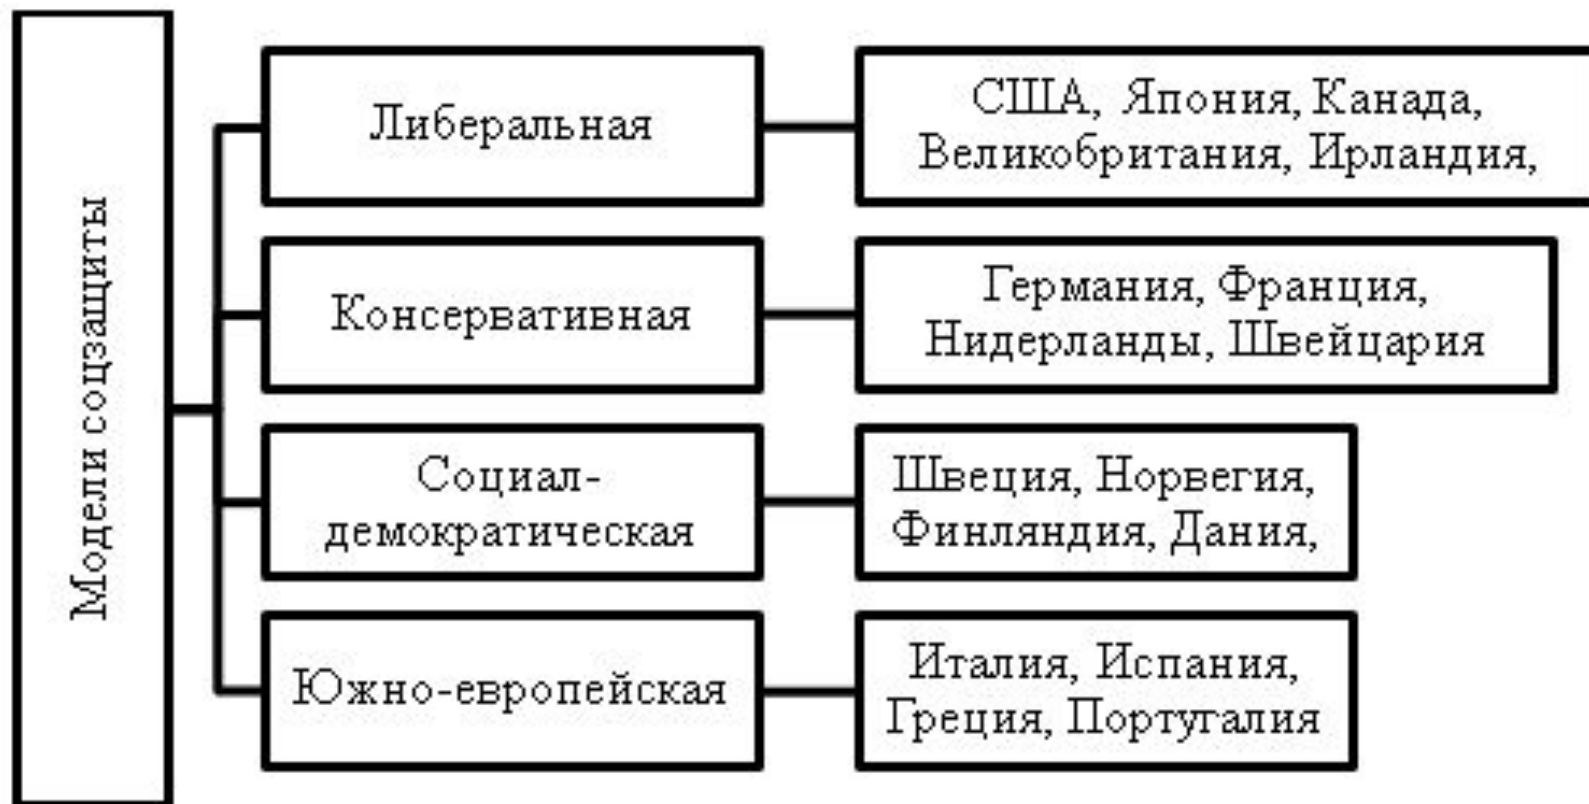 Модели соцзащиты
Либеральная
США, Япония, Канада,
Великобритания, Ирландия,
Консервативная
Германия, Франция,
Нидерланды, Швейцария
Социал-
демократическая
Швеция, Норвегия,
Финляндия, Дания,
Южно-европейская
Италия, Испания,
Греция, Португалия